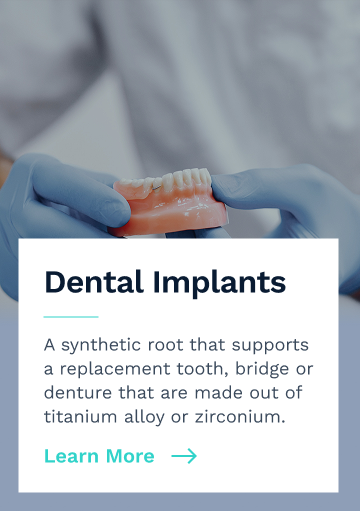 Dental Implants
A synthetic root that supports
a replacement tooth, bridge or
denture that are made out of
titanium alloy or zirconium.
Learn More →